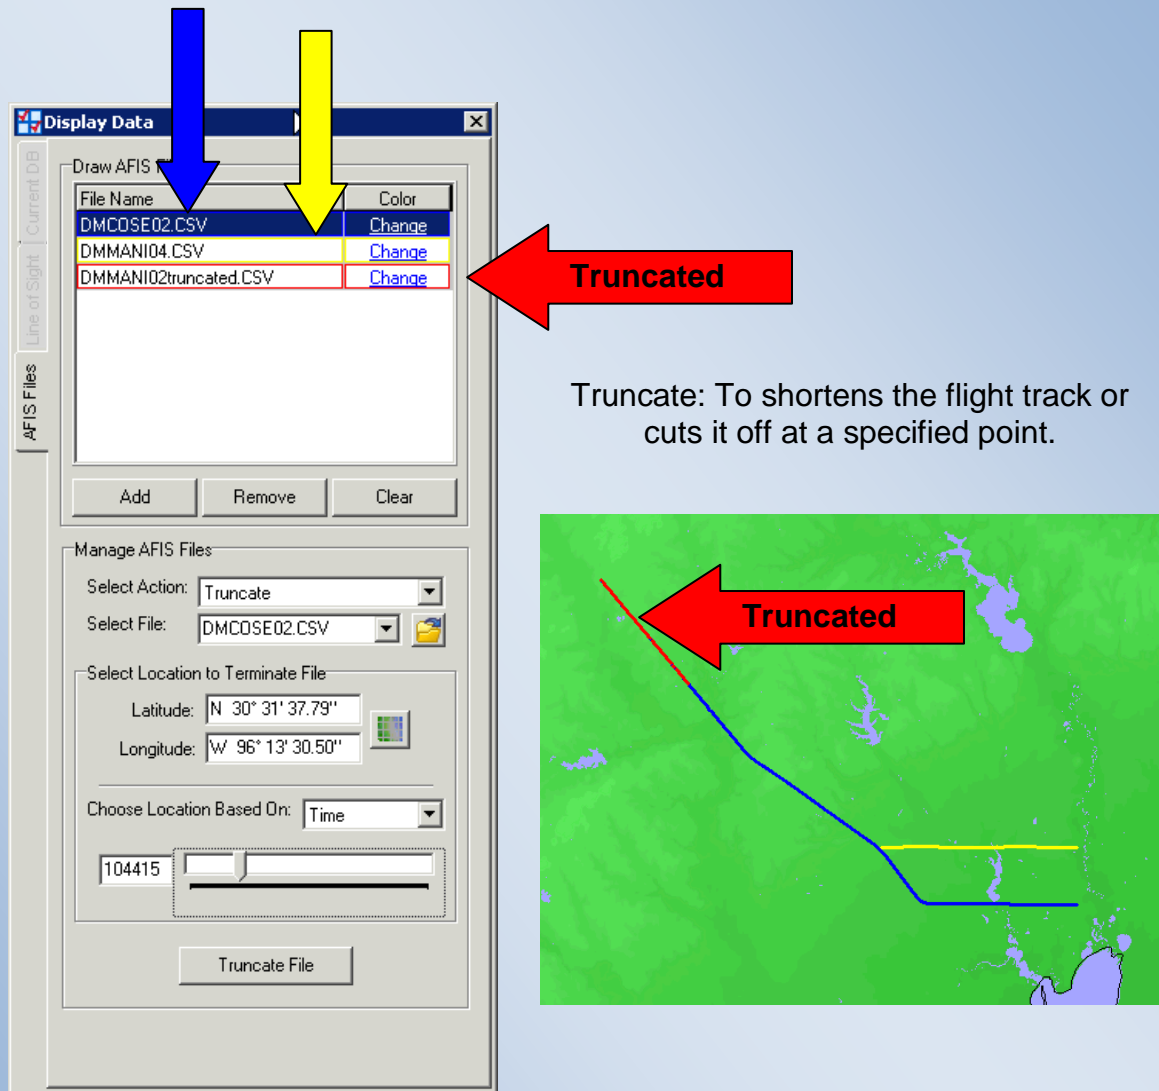 Display Data
Draw AFIS Fi
File Name Color
DMCOSE02.CSV Change
DMMANI04.CSV Change
DMMANI02truncated.CSV Change
Truncated
Current DB
Line of Sight
AFIS Files
Truncate: To shortens the flight track or
cuts it off at a specified point.
Add Remove Clear
Manage AFIS Files
Select Action: Truncate
Select File: DMCOSE02.CSV
Select Location to Terminate File
Latitude: N 30° 31' 37.79''
Longitude: W 96° 13' 30.50''
Choose Location Based On: Time
104415
Truncate File
Truncated